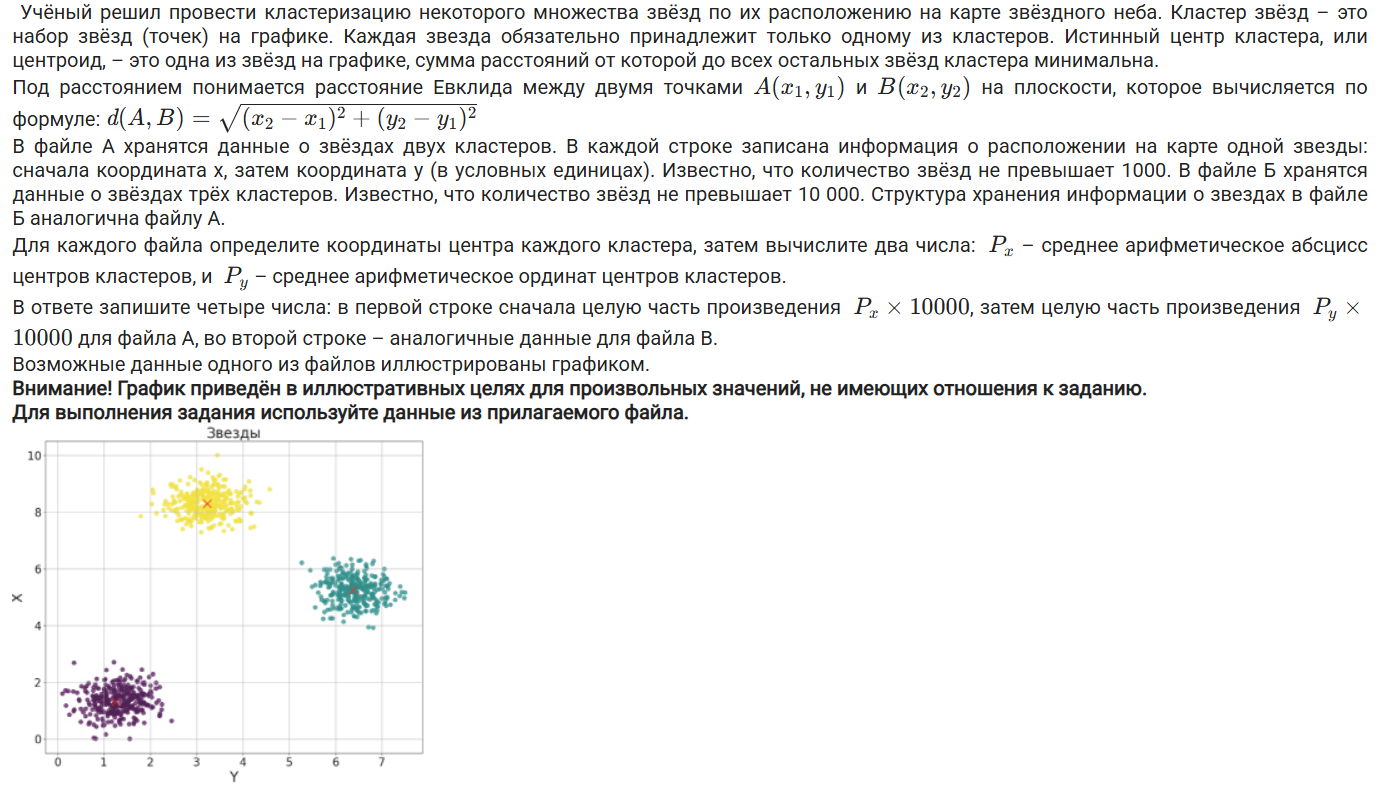 Учёный решил провести кластеризацию некоторого множества звёзд по их расположению на карте звёздного неба. Кластер звёзд – это
набор звёзд (точек) на графике. Каждая звезда обязательно принадлежит только одному из кластеров. Истинный центр кластера, или
центроид, – это одна из звёзд на графике, сумма расстояний от которой до всех остальных звёзд кластера минимальна.
Под расстоянием понимается расстояние Евклида между двумя точками A(x₁, y₁) и B(x₂, y₂) на плоскости, которое вычисляется по
формуле: d(A, B) = √((x₂ − x₁)² + (y₂ − y₁)²)
В файле А хранятся данные о звёздах двух кластеров. В каждой строке записана информация о расположении на карте одной звезды:
сначала координата x, затем координата y (в условных единицах). Известно, что количество звёзд не превышает 1000. В файле Б хранятся
данные о звёздах трёх кластеров. Известно, что количество звёзд не превышает 10 000. Структура хранения информации о звездах в файле
Б аналогична файлу А.
Для каждого файла определите координаты центра каждого кластера, затем вычислите два числа: Pₓ – среднее арифметическое абсцисс
центров кластеров, и P_y – среднее арифметическое ординат центров кластеров.
В ответе запишите четыре числа: в первой строке сначала целую часть произведения Pₓ × 10000, затем целую часть произведения P_y ×
10000 для файла А, во второй строке – аналогичные данные для файла В.
Возможные данные одного из файлов иллюстрированы графиком.
Внимание! График приведён в иллюстративных целях для произвольных значений, не имеющих отношения к заданию.
Для выполнения задания используйте данные из прилагаемого файла.
Звезды
10
8
6
4
2
0
X
0 1 2 3 4 5 6 7
Y